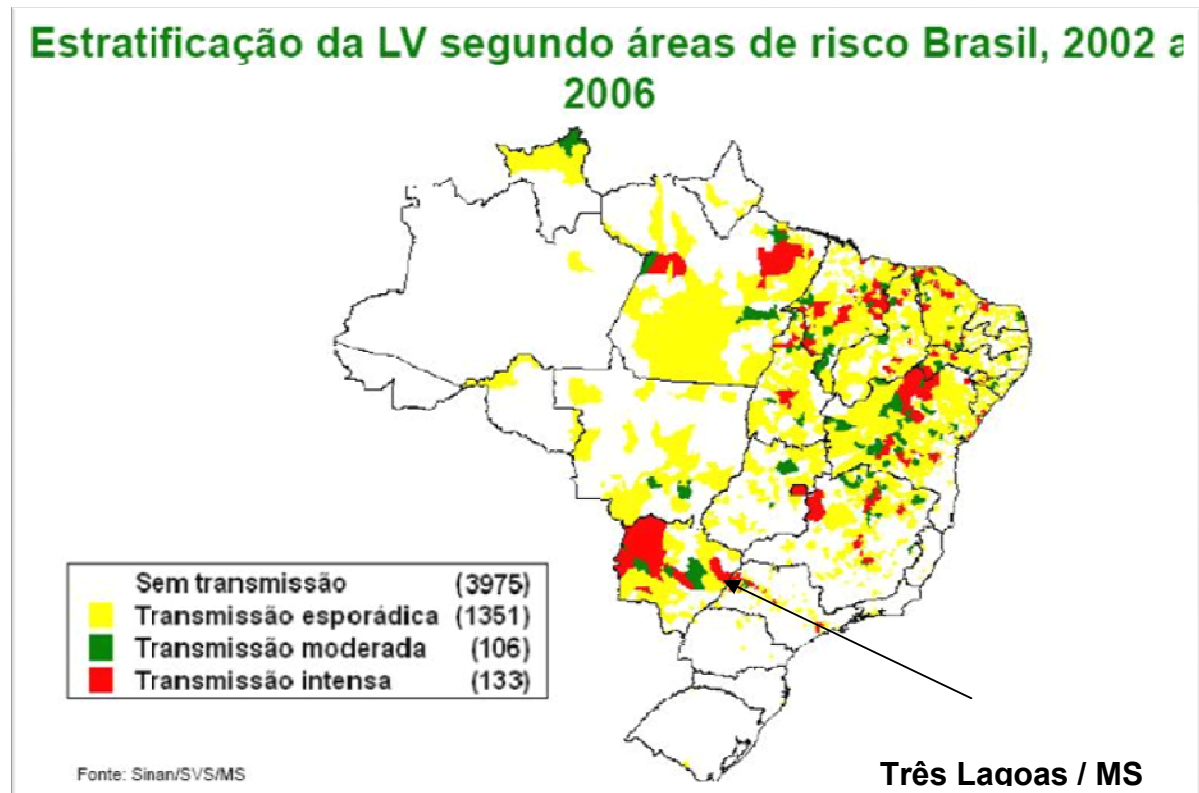 Estratificação da LV segundo áreas de risco Brasil, 2002 a
2006
Sem transmissão (3975)
Transmissão esporádica (1351)
Transmissão moderada (106)
Transmissão intensa (133)
Fonte: Sinan/SVS/MS
Três Lagoas / MS